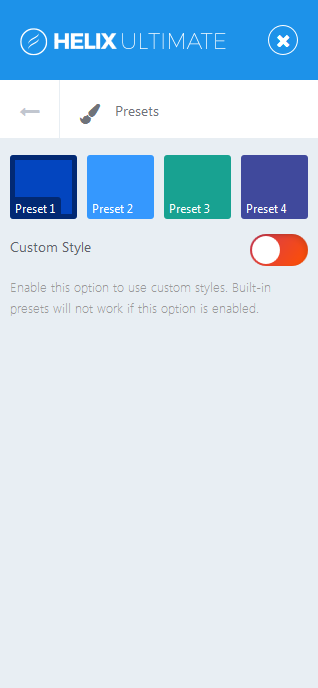 HELIX ULTIMATE
Presets
Preset 1
Preset 2
Preset 3
Preset 4
Custom Style
Enable this option to use custom styles. Built-in
presets will not work if this option is enabled.